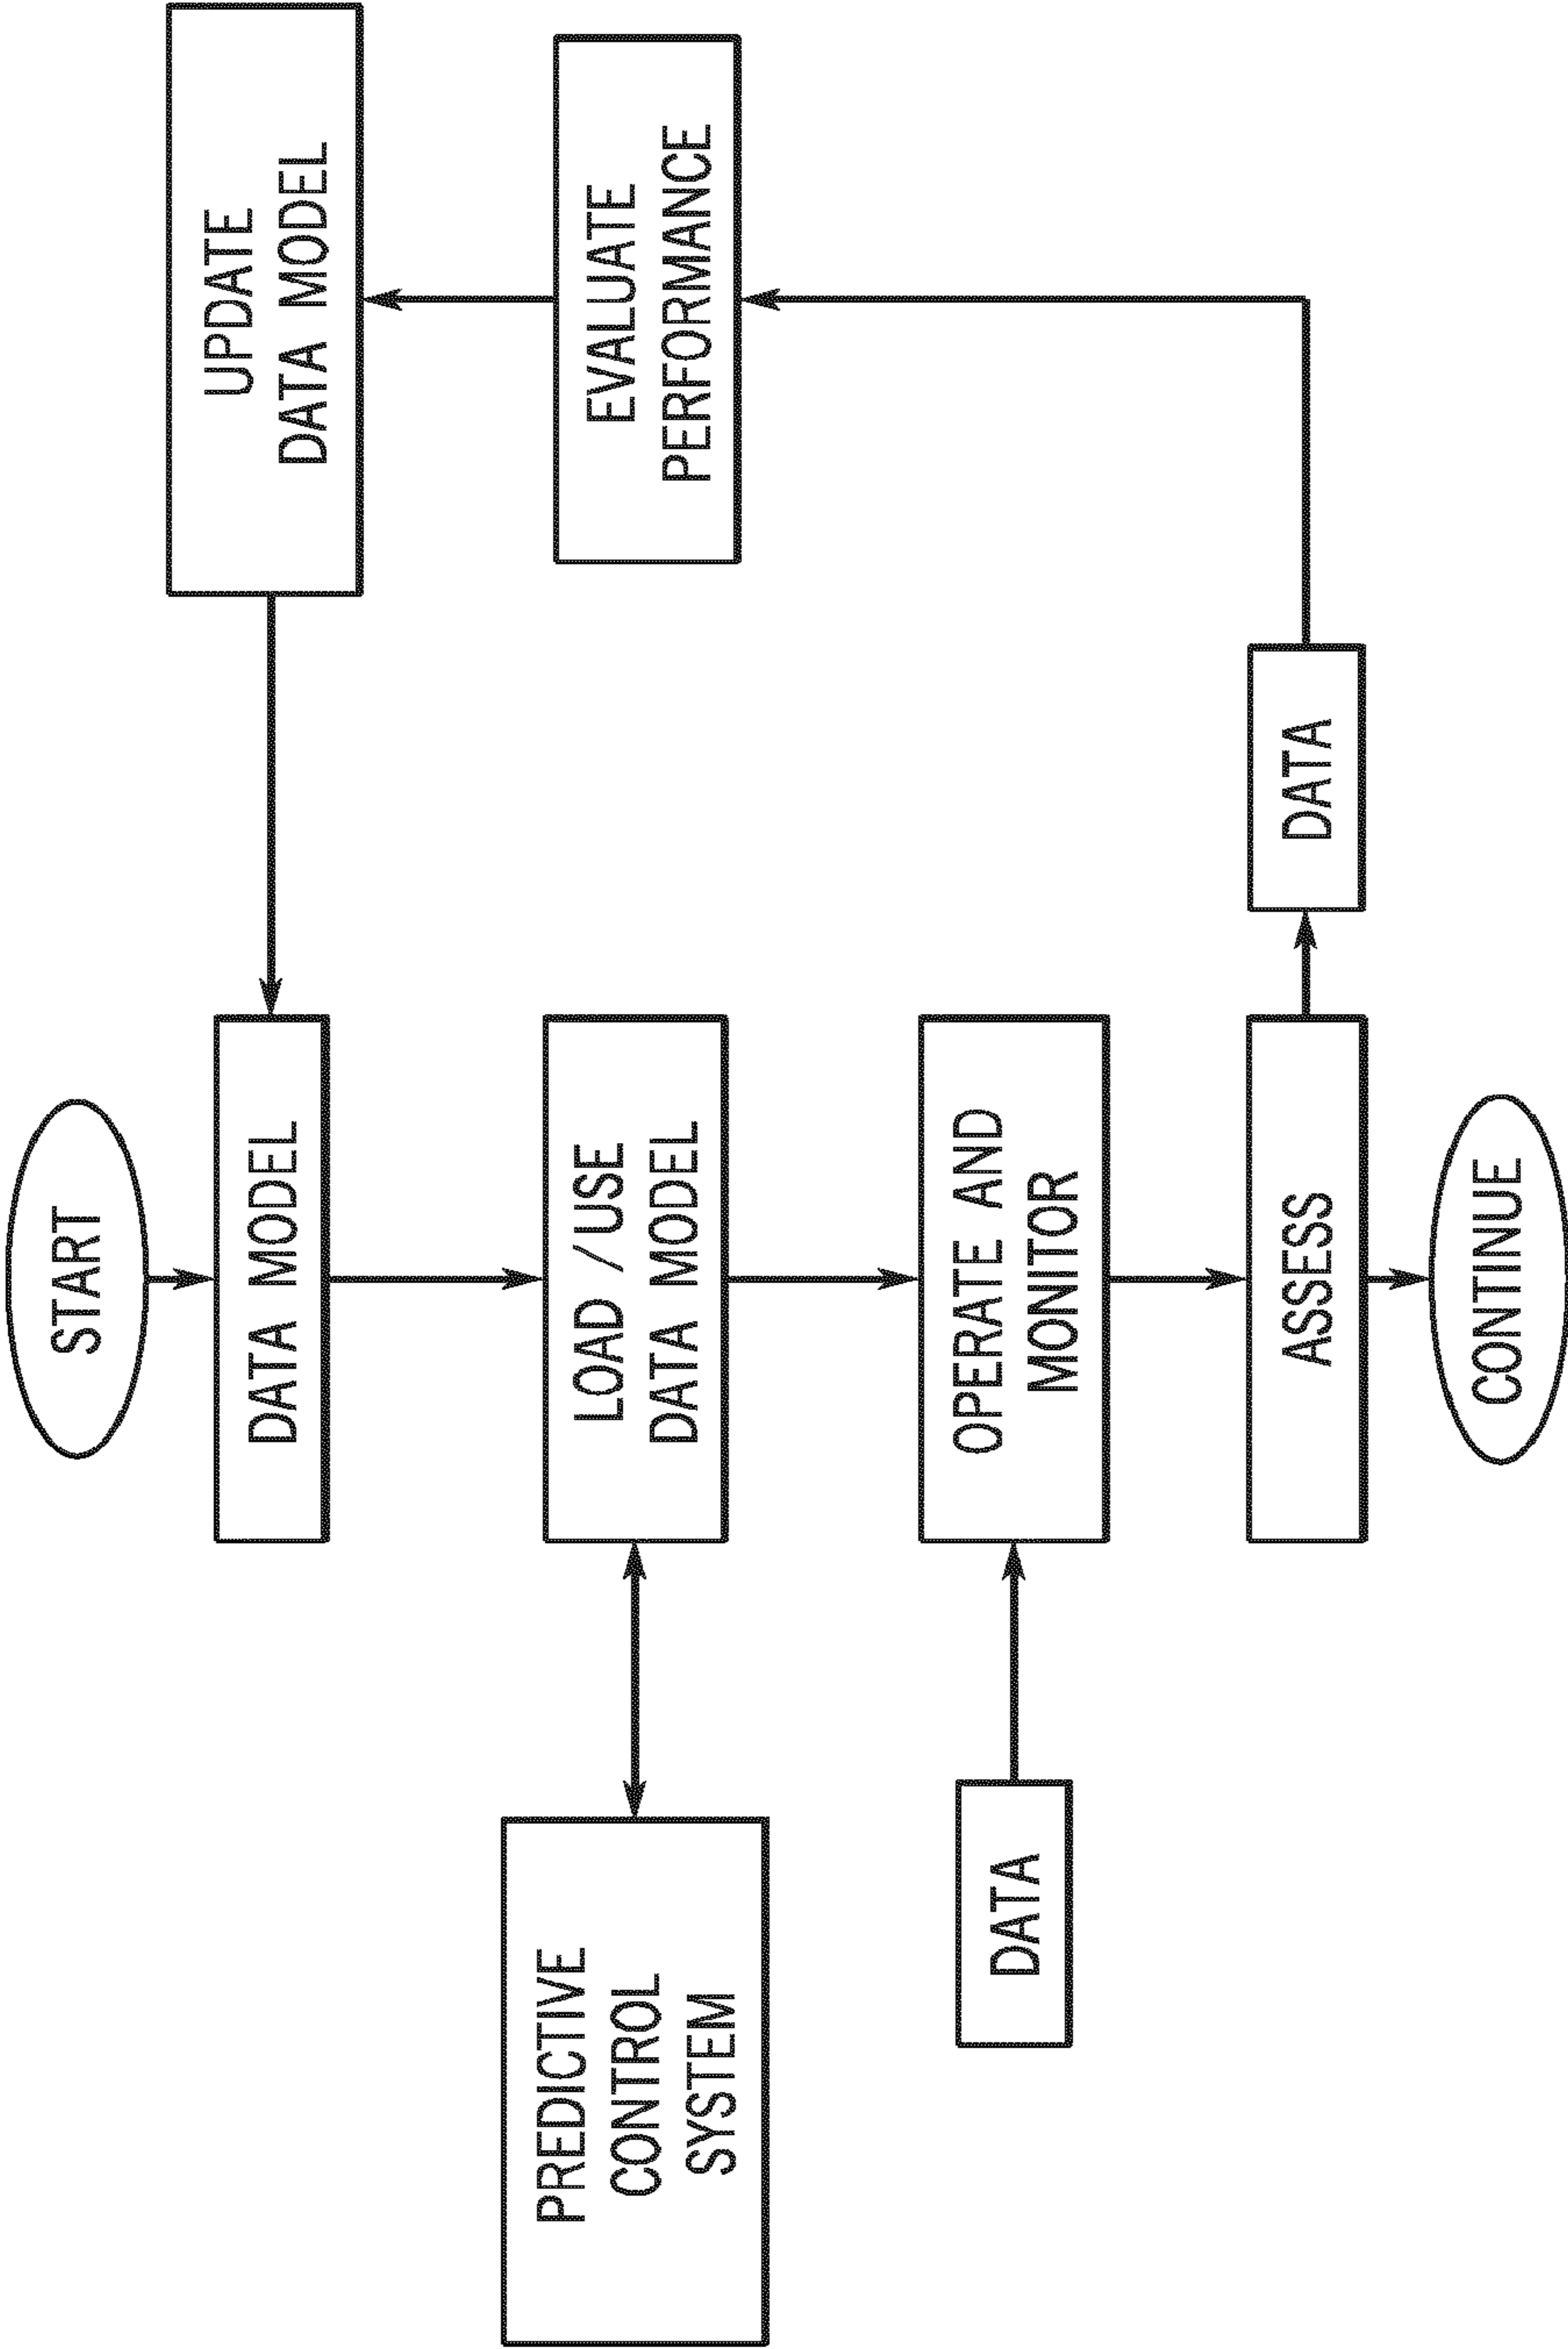 START
DATA MODEL
LOAD /USE
DATA MODEL
PREDICTIVE
CONTROL
SYSTEM
OPERATE AND
MONITOR
DATA
ASSESS
CONTINUE
DATA
EVALUATE
PERFORMANCE
UPDATE
DATA MODEL